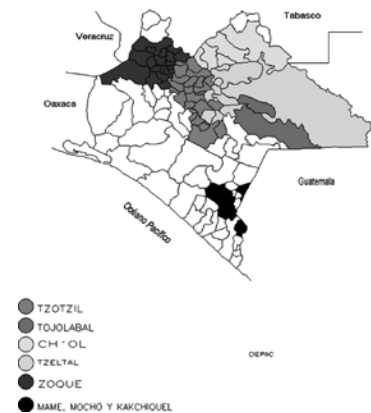 Tabasco
Veracruz
Oaxaca
Guatemala
Océano Pacífico
TZOTZIL
TOJOLABAL
CH'OL
CIEPAC
TZELTAL
ZOQUE
MAME, MOCHO Y KAKCHIQUEL